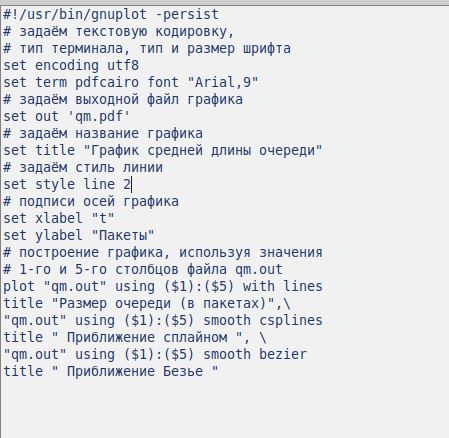 #!/usr/bin/gnuplot -persist
# задаём текстовую кодировку,
# тип терминала, тип и размер шрифта
set encoding utf8
set term pdfcairo font "Arial,9"
# задаём выходной файл графика
set out 'qm.pdf'
# задаём название графика
set title "График средней длины очереди"
# задаём стиль линии
set style line 2
# подписи осей графика
set xlabel "t"
set ylabel "Пакеты"
# построение графика, используя значения
# 1-го и 5-го столбцов файла qm.out
plot "qm.out" using ($1):($5) with lines
title "Размер очереди (в пакетах)",\
"qm.out" using ($1):($5) smooth csplines
title " Приближение сплайном ", \
"qm.out" using ($1):($5) smooth bezier
title " Приближение Безье "